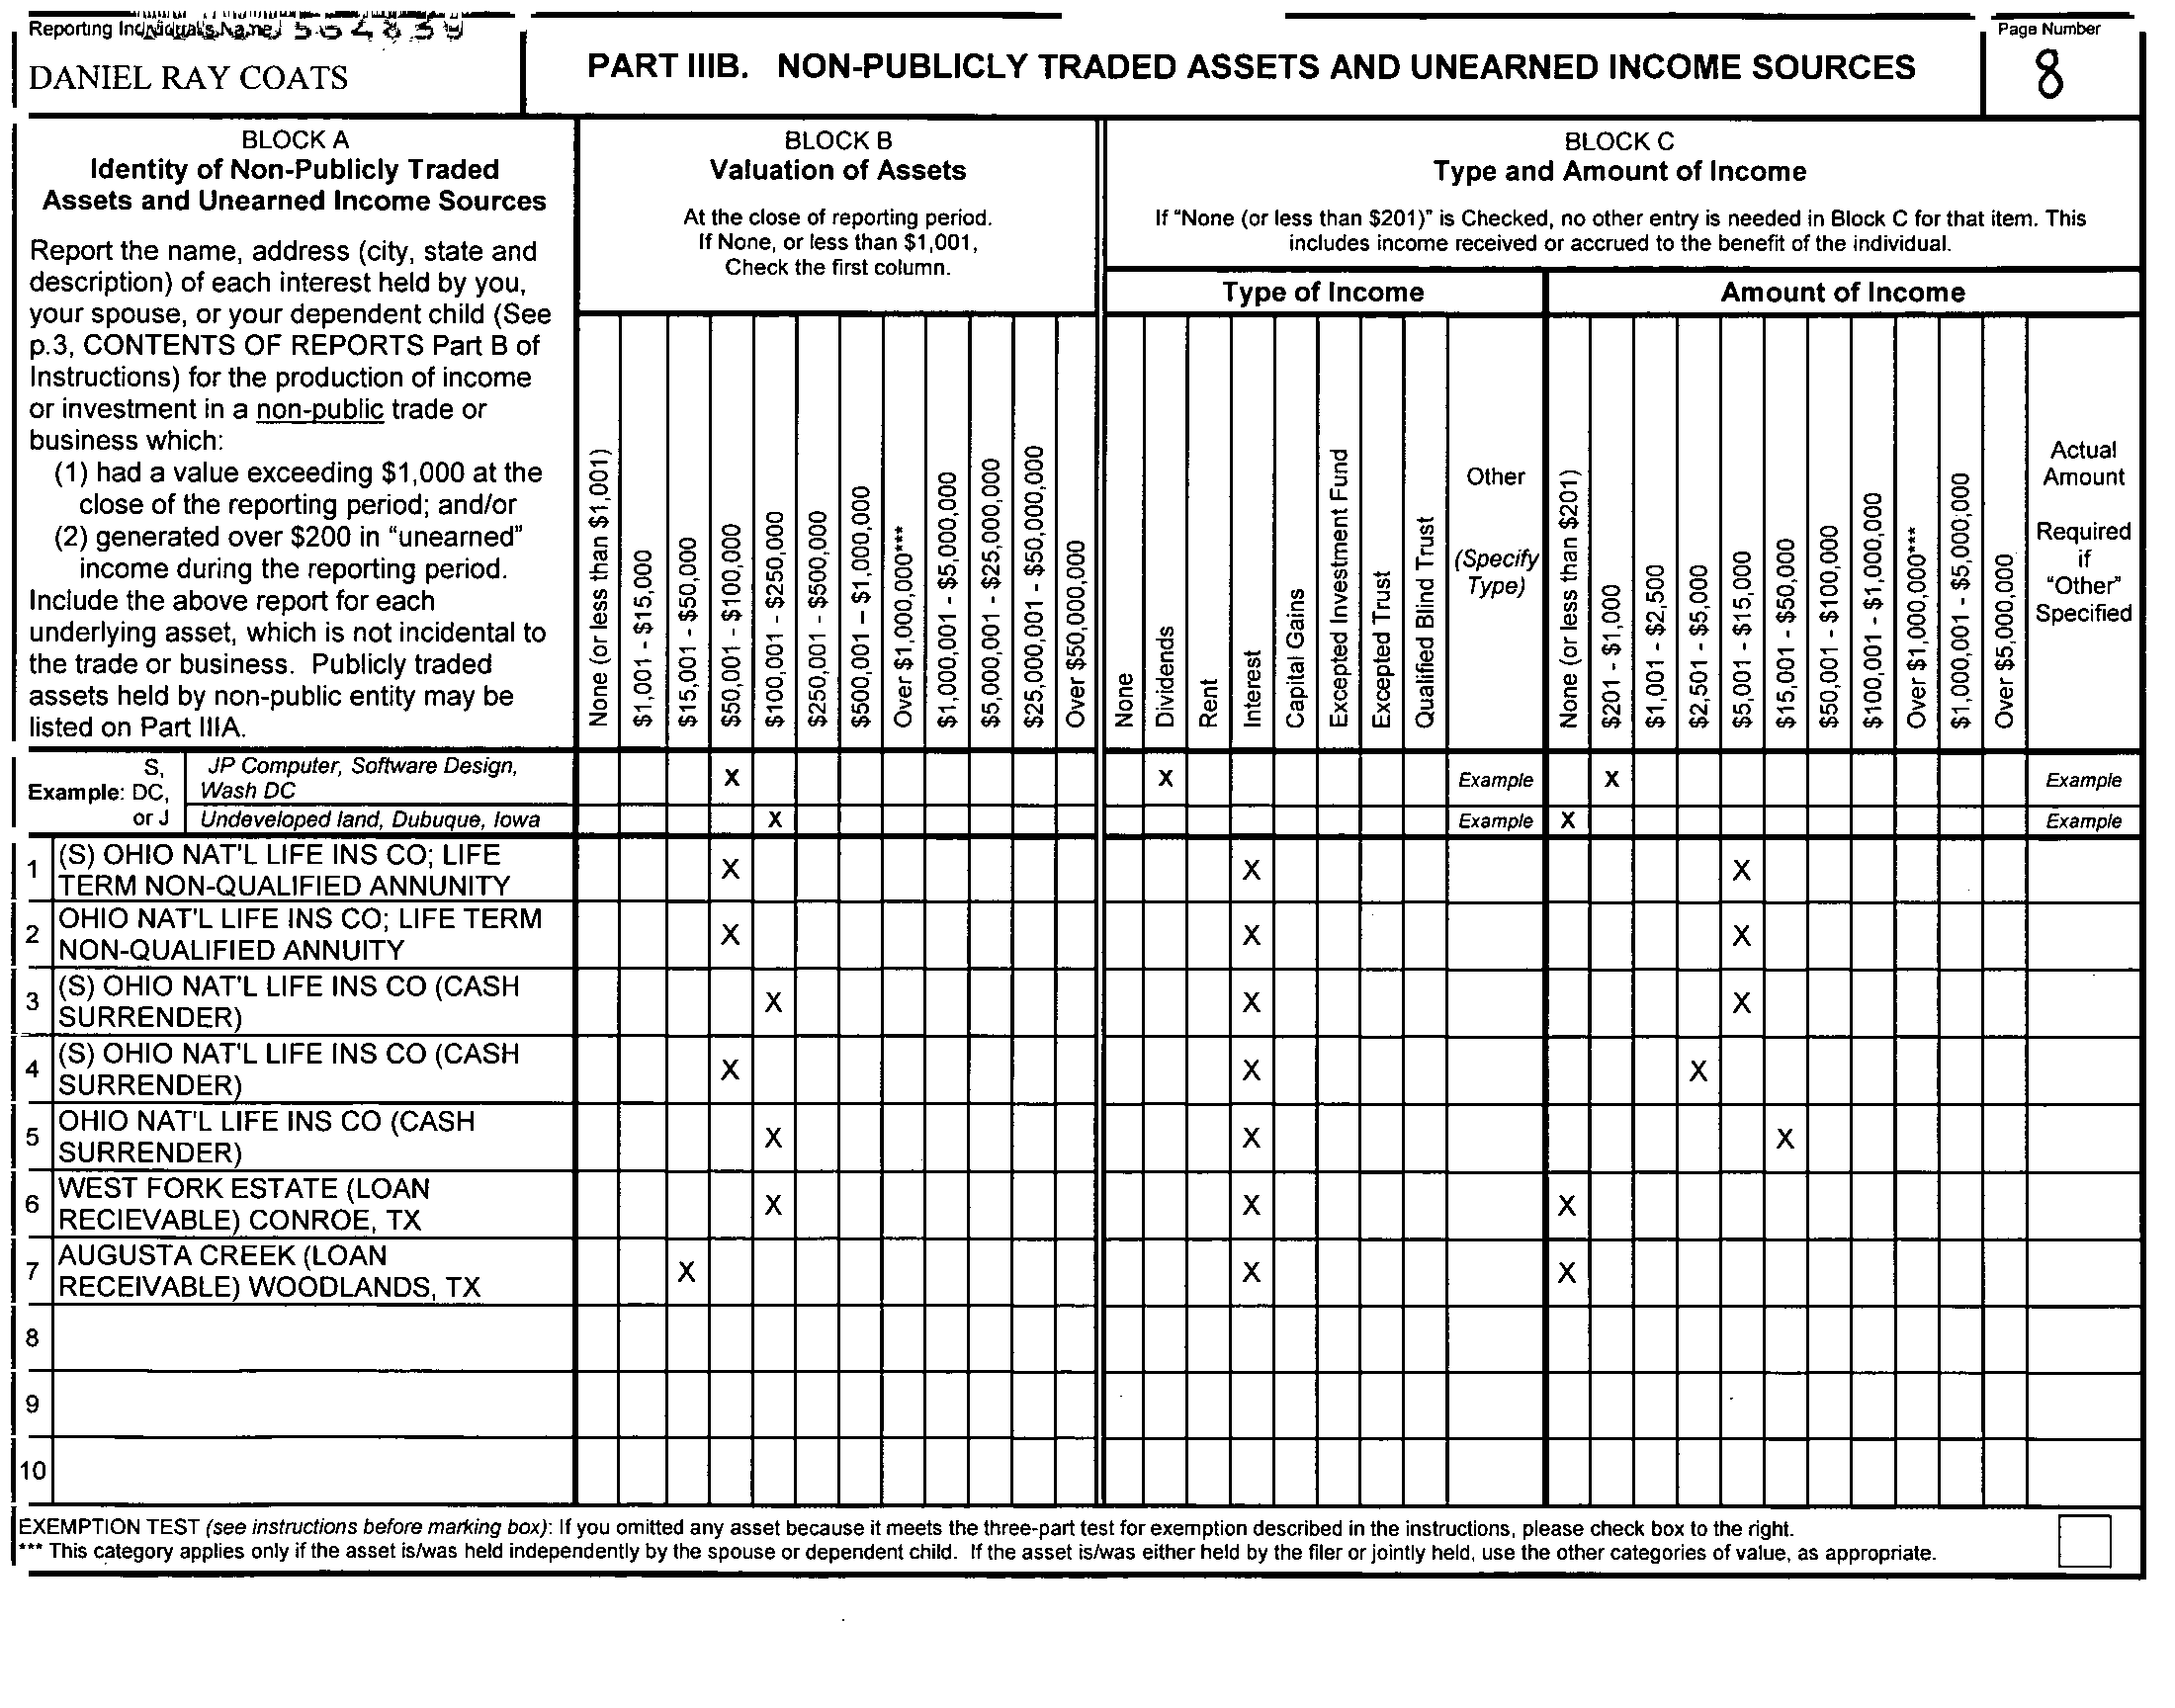 Reporting Individual's Name
DANIEL RAY COATS
PART IIIB. NON-PUBLICLY TRADED ASSETS AND UNEARNED INCOME SOURCES
Page Number
8
BLOCK A
Identity of Non-Publicly Traded
Assets and Unearned Income Sources
Report the name, address (city, state and
description) of each interest held by you,
your spouse, or your dependent child (See
p.3, CONTENTS OF REPORTS Part B of
Instructions) for the production of income
or investment in a non-public trade or
business which:
(1) had a value exceeding $1,000 at the
close of the reporting period; and/or
(2) generated over $200 in "unearned"
income during the reporting period.
Include the above report for each
underlying asset, which is not incidental to
the trade or business. Publicly traded
assets held by non-public entity may be
listed on Part IIIA.
BLOCK B
Valuation of Assets
At the close of reporting period.
If None, or less than $1,001,
Check the first column.
None (or less than $1,001)
$1,001 - $15,000
$15,001 - $50,000
$50,001 - $100,000
$100,001 - $250,000
$250,001 - $500,000
$500,001 – $1,000,000
Over $1,000,000***
$1,000,001 - $5,000,000
$5,000,001 - $25,000,000
$25,000,001 - $50,000,000
Over $50,000,000
BLOCK C
Type and Amount of Income
If "None (or less than $201)" is Checked, no other entry is needed in Block C for that item. This
includes income received or accrued to the benefit of the individual.
Type of Income
None
Dividends
Rent
Interest
Capital Gains
Excepted Investment Fund
Excepted Trust
Qualified Blind Trust
Other
(Specify
Type)
Amount of Income
None (or less than $201)
$201 - $1,000
$1,001 - $2,500
$2,501 - $5,000
$5,001 - $15,000
$15,001 - $50,000
$50,001 - $100,000
$100,001 - $1,000,000
Over $1,000,000***
$1,000,001 - $5,000,000
Over $5,000,000
Actual
Amount
Required
if
"Other"
Specified
S,
Example: DC,
or J
JP Computer, Software Design,
Wash DC
X X Example X Example
Undeveloped land, Dubuque, Iowa X Example X Example
1 (S) OHIO NAT'L LIFE INS CO; LIFE
TERM NON-QUALIFIED ANNUNITY X X X
2 OHIO NAT'L LIFE INS CO; LIFE TERM
NON-QUALIFIED ANNUITY X X X
3 (S) OHIO NAT'L LIFE INS CO (CASH
SURRENDER) X X X
4 (S) OHIO NAT'L LIFE INS CO (CASH
SURRENDER) X X X
5 OHIO NAT'L LIFE INS CO (CASH
SURRENDER) X X X
6 WEST FORK ESTATE (LOAN
RECIEVABLE) CONROE, TX X X X
7 AUGUSTA CREEK (LOAN
RECEIVABLE) WOODLANDS, TX X X X
8
9
10
EXEMPTION TEST (see instructions before marking box): If you omitted any asset because it meets the three-part test for exemption described in the instructions, please check box to the right.
*** This category applies only if the asset is/was held independently by the spouse or dependent child. If the asset is/was either held by the filer or jointly held, use the other categories of value, as appropriate.